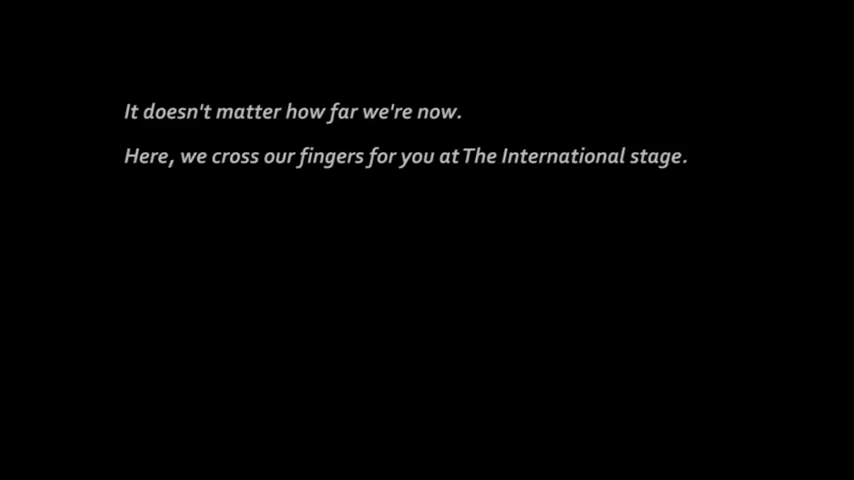 It doesn't matter how far we're now.
Here, we cross our fingers for you at The International stage.